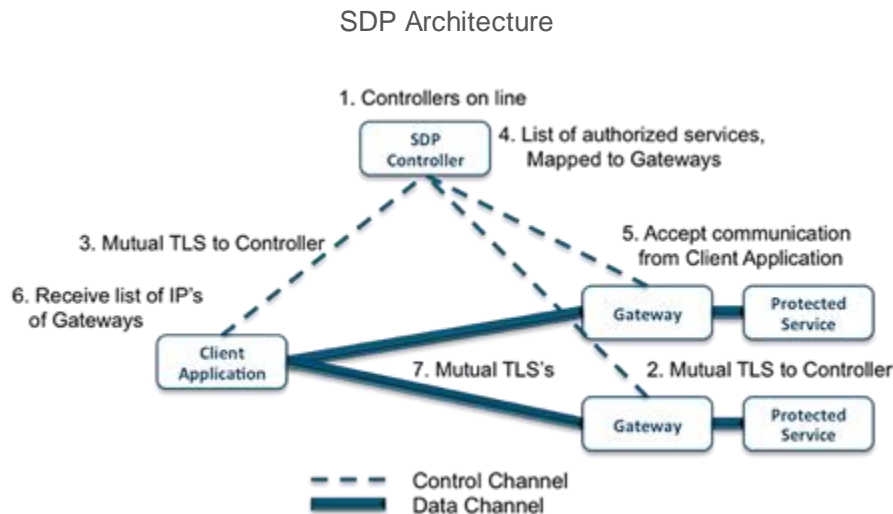 SDP Architecture
1. Controllers on line
SDP
Controller
4. List of authorized services,
Mapped to Gateways
3. Mutual TLS to Controller
5. Accept communication
from Client Application
6. Receive list of IP's
of Gateways
Gateway
Protected
Service
Client
Application
7. Mutual TLS's
2. Mutual TLS to Controller
Gateway
Protected
Service
Control Channel
Data Channel